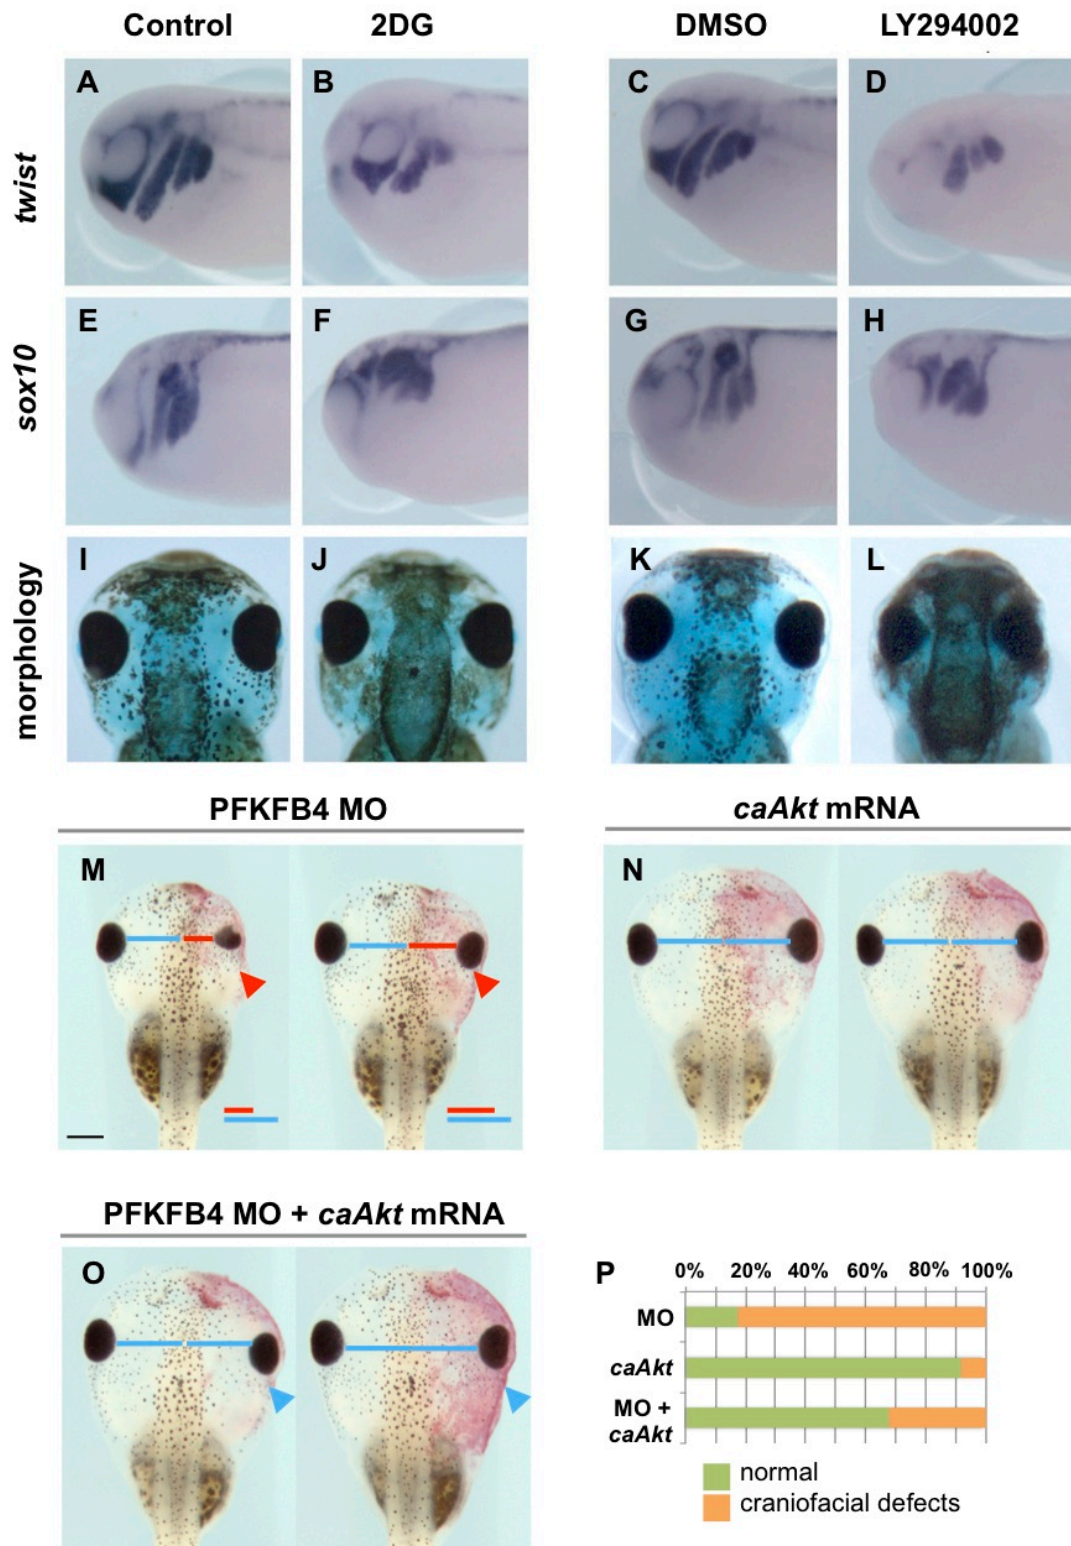 Control 2DG DMSO LY294002
twist
A B C D
sox10
E F G H
morphology
I J K L
PFKFB4 MO caAkt mRNA
M N
PFKFB4 MO + caAkt mRNA
O P
0% 20% 40% 60% 80% 100%
MO
caAkt
MO +
caAkt
normal
craniofacial defects